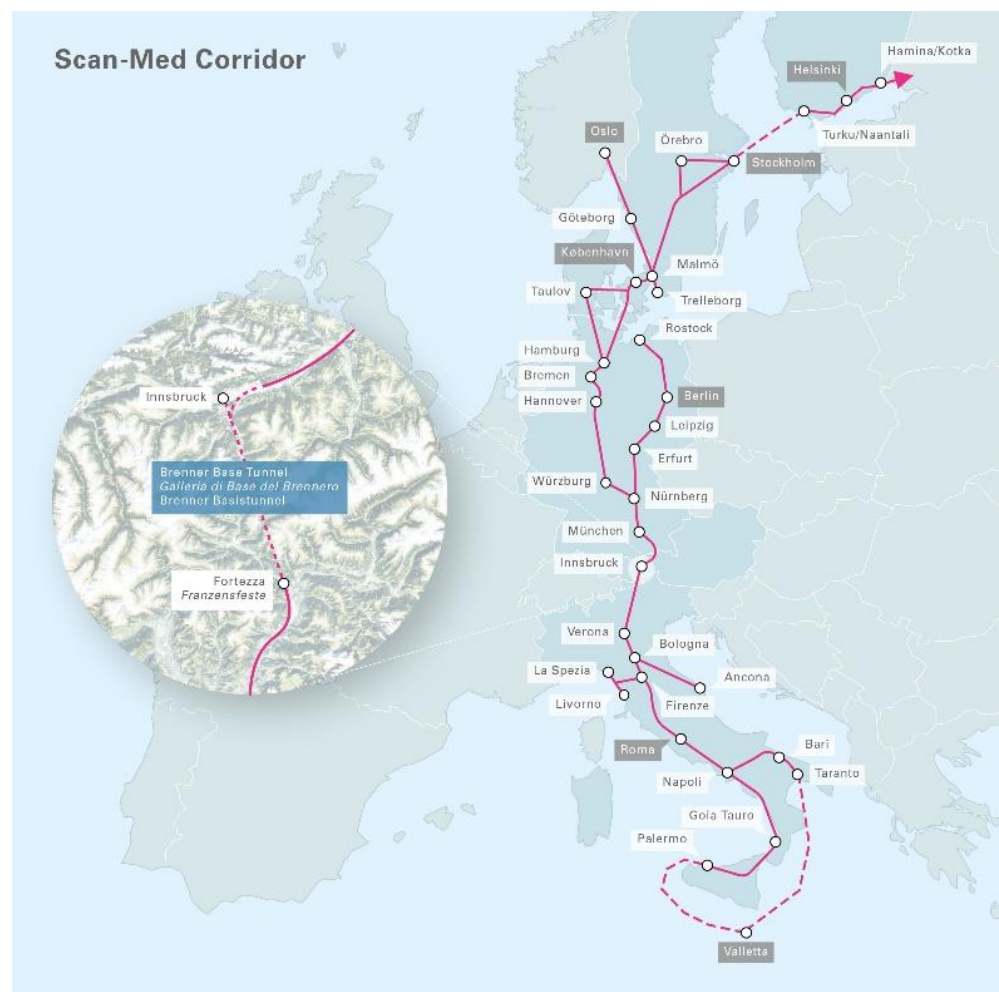 Scan-Med Corridor
Hamina/Kotka
Helsinki
Turku/Naantali
Oslo
Örebro
Stockholm
Göteborg
København
Malmö
Taulov
Trelleborg
Rostock
Hamburg
Bremen
Berlin
Hannover
Leipzig
Erfurt
Würzburg
Nürnberg
München
Innsbruck
Verona
Bologna
La Spezia
Ancona
Livorno
Firenze
Roma
Bari
Napoli
Taranto
Goia Tauro
Palermo
Valletta
Innsbruck
Brenner Base Tunnel
Galleria di Base del Brennero
Brenner Basistunnel
Fortezza
Franzensfeste